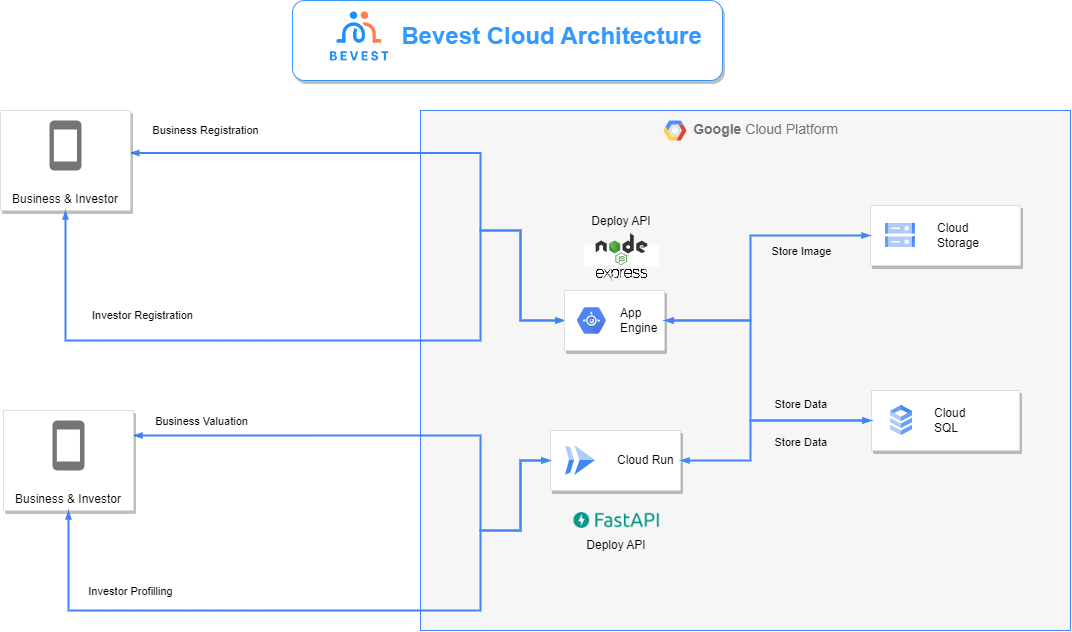 BEVEST
Bevest Cloud Architecture
Google Cloud Platform
Business Registration
Business & Investor
Investor Registration
Deploy API
node
JS
express
App
Engine
Store Image
Cloud
Storage
Business Valuation
Business & Investor
Investor Profilling
Cloud Run
FastAPI
Deploy API
Store Data
Store Data
Cloud
SQL